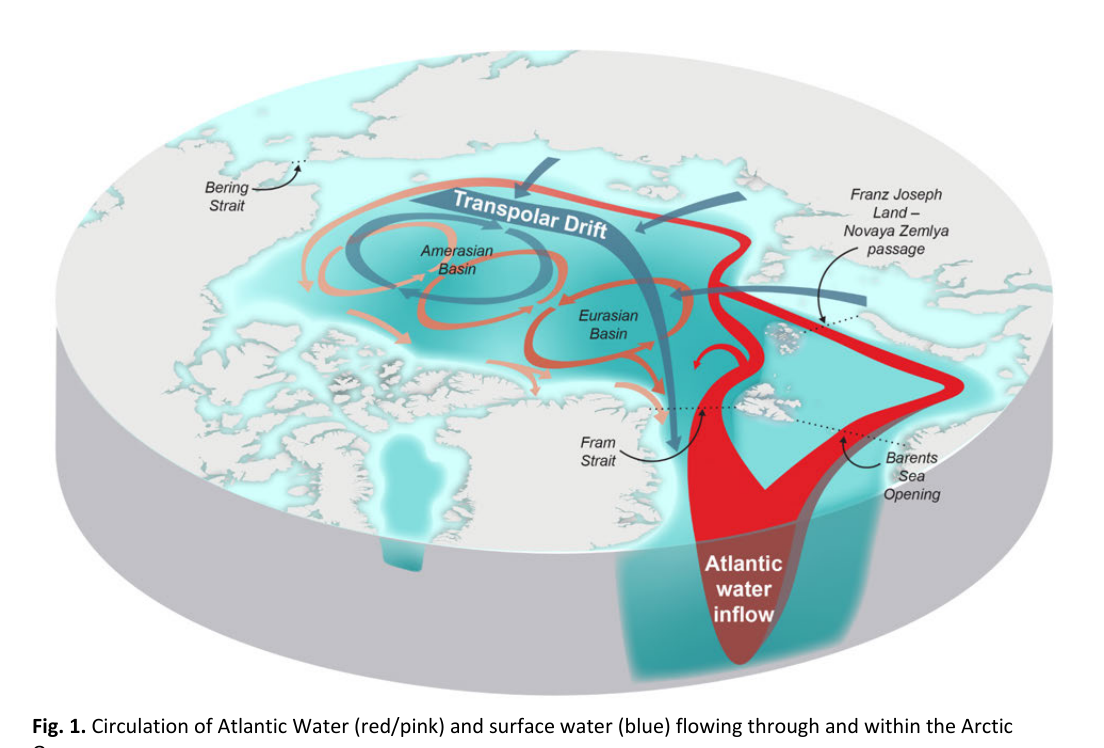 Bering
Strait
Transpolar Drift
Amerasian
Basin
Eurasian
Basin
Franz Joseph
Land –
Novaya Zemlya
passage
Fram
Strait
Barents
Sea
Opening
Atlantic
water
inflow
Fig. 1. Circulation of Atlantic Water (red/pink) and surface water (blue) flowing through and within the Arctic